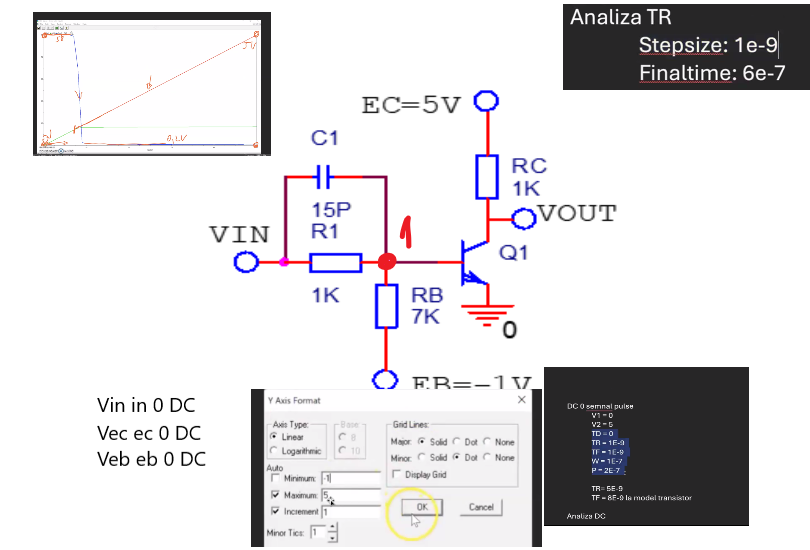 5V
0,2V
Analiza TR
Stepsize: 1e-9
Finaltime: 6e-7
EC=5V
C1
RC
1K
15P
VOUT
R1
1
VIN
Q1
1K
RB
7K
0
EB=-1V
Vin in 0 DC
Vec ec 0 DC
Veb eb 0 DC
Y Axis Format
Axis Type:
Linear
Logarithmic
Base
8
10
Grid Lines:
Major: Solid Dot None
Minor: Solid Dot None
Display Grid
Auto
Minimum: -1
Maximum: 5
Increment 1
Minor Tics: 1
OK
Cancel
DC 0 semnal pulse
V1 = 0
V2 = 5
TD = 0
TR = 1E-9
TF = 1E-9
W = 1E-7
P = 2E-7
TR= 5E-9
TF = 8E-9 la model transistor
Analiza DC